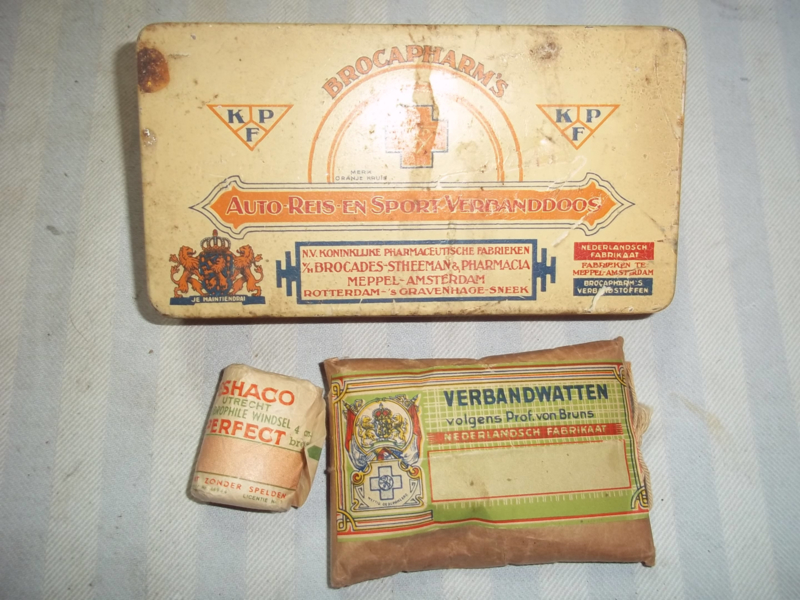 BROCAPHARM'S
K P
F
K P
F
MERK
ORANJE KRUIS
AUTO-REIS-EN SPORT-VERBANDDOOS
JE MAINTIENDRAI
N.V. KONINKLIJKE PHARMACEUTISCHE FABRIEKEN
V/H BROCADES-STHEEMAN & PHARMACIA
MEPPEL-AMSTERDAM
ROTTERDAM-'S GRAVENHAGE-SNEEK
NEDERLANDSCH
FABRIKAAT
FABRIEKEN TE
MEPPEL-AMSTERDAM
BROCAPHARM'S
VERBANDSTOFFEN
SHACO
UTRECHT
WINDSEL 4
PERFECT
ZONDER SPELDEN
LICENTIE
VERBANDWATTEN
volgens Prof. von Bruns
NEDERLANDSCH FABRIKAAT